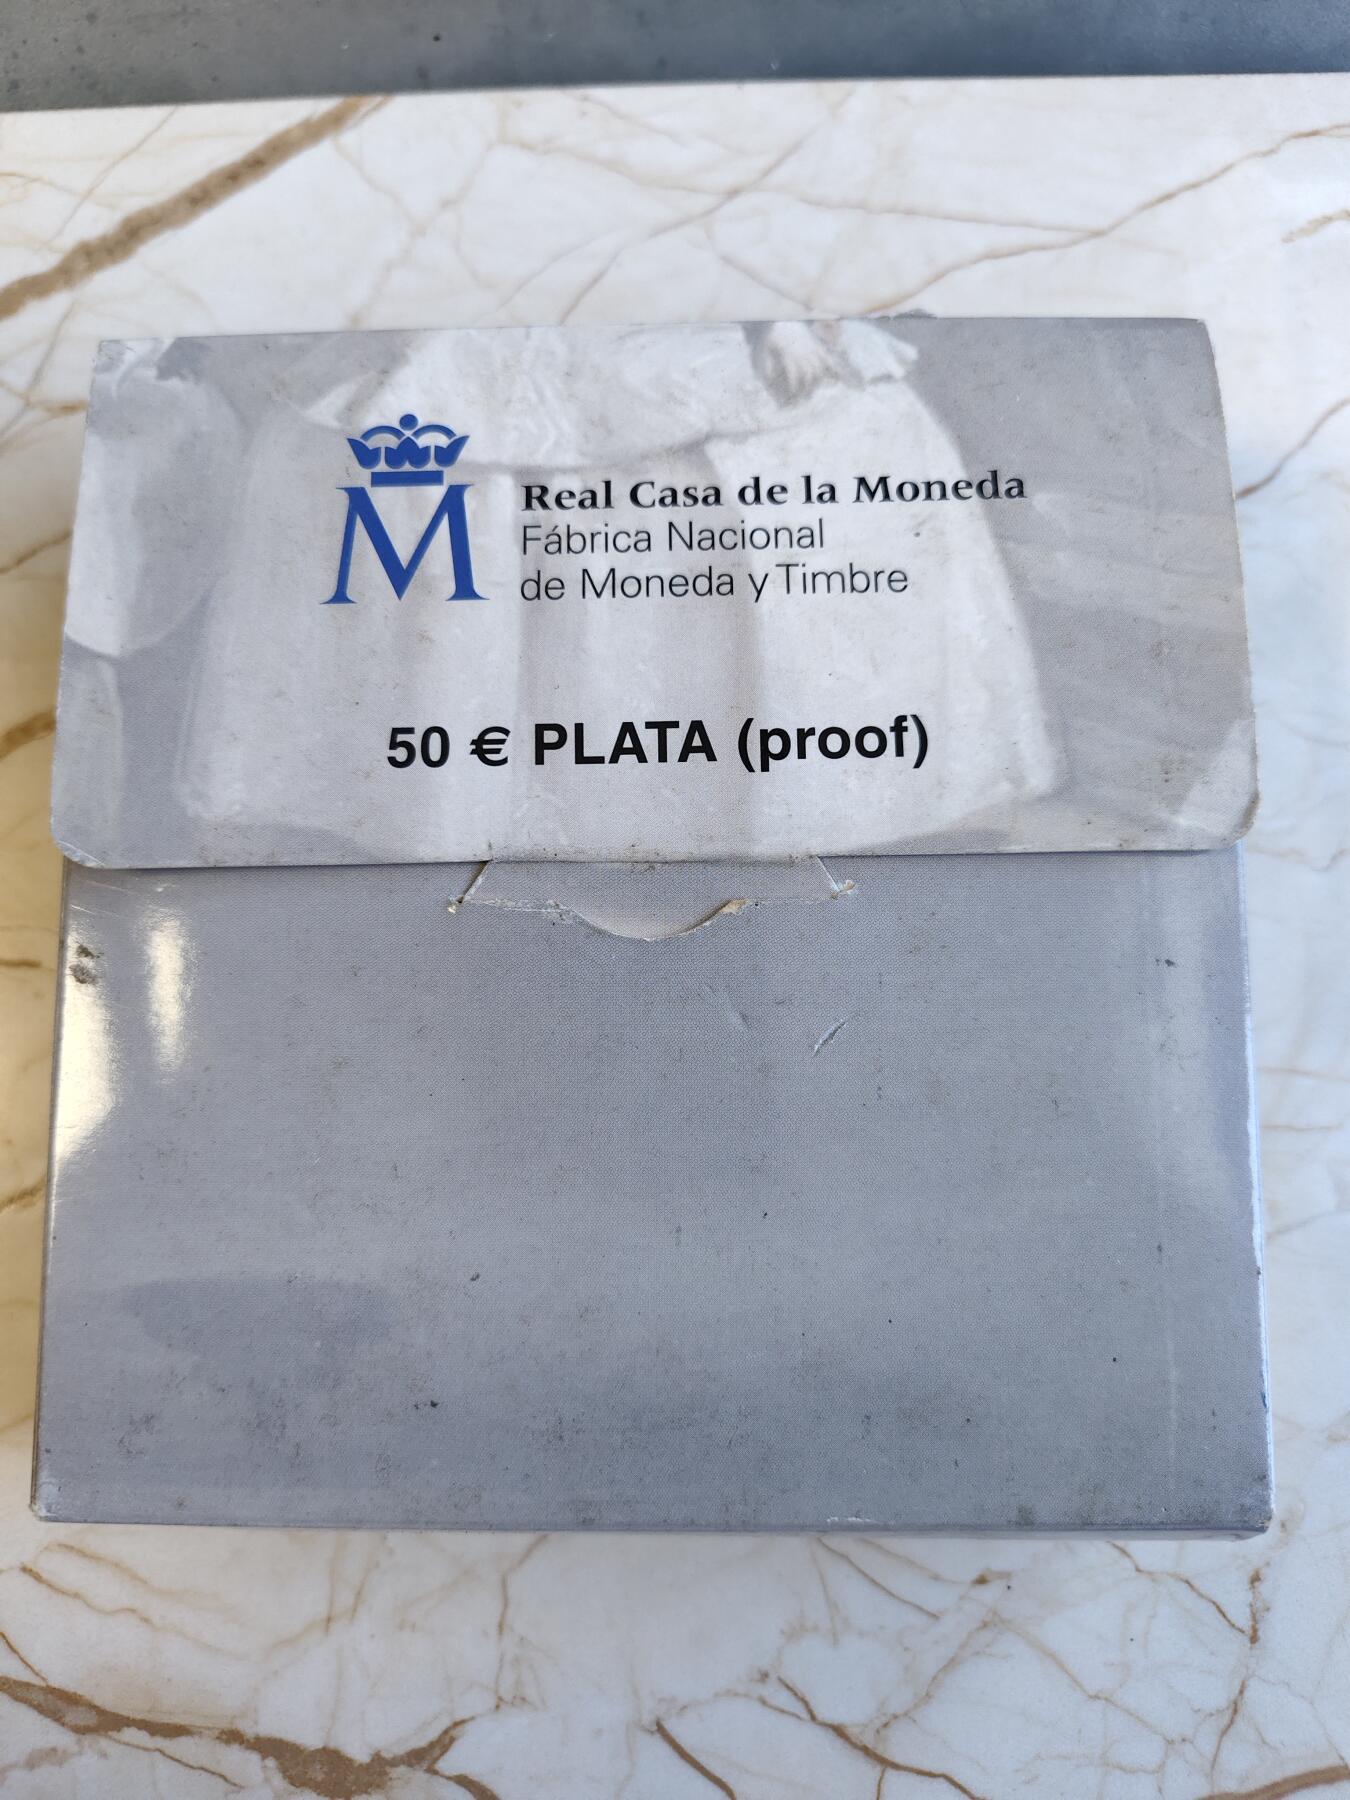 M
Real Casa de la Moneda
Fábrica Nacional
de Moneda y Timbre
50 € PLATA (proof)